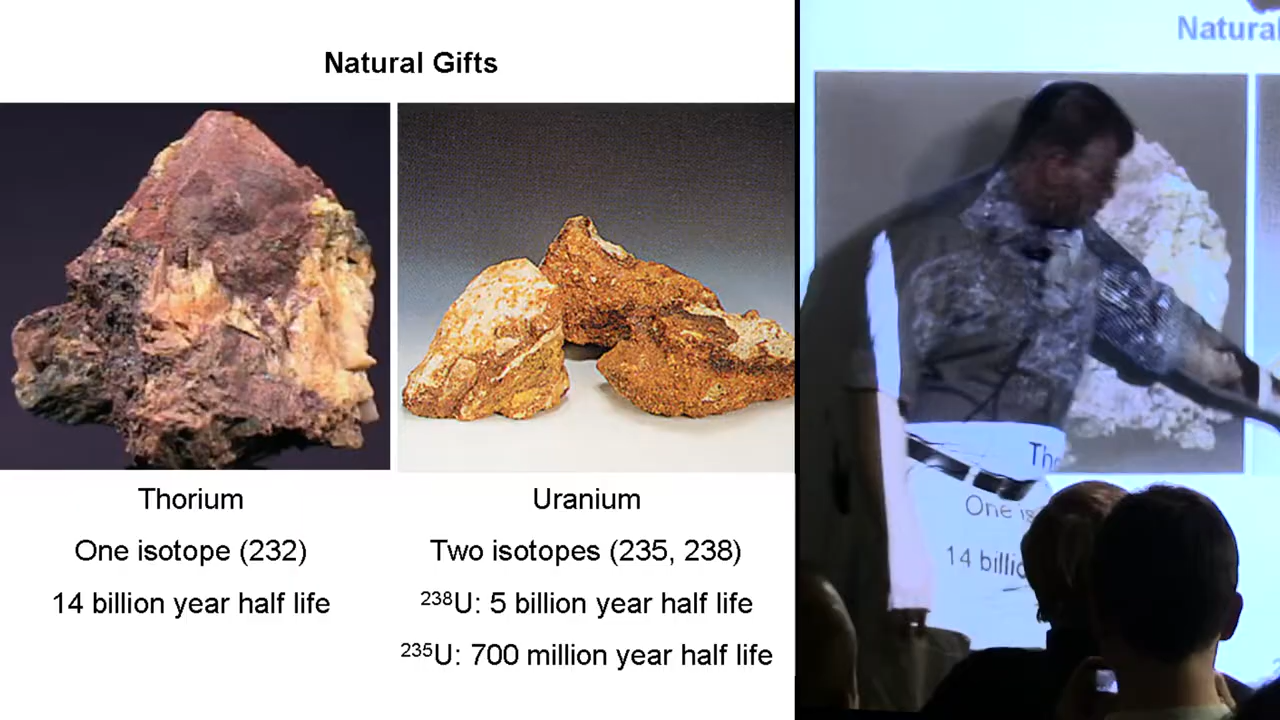 Natural Gifts
Thorium
One isotope (232)
14 billion year half life
Uranium
Two isotopes (235, 238)
²³⁸U: 5 billion year half life
²³⁵U: 700 million year half life
Natural
One is
14 billio